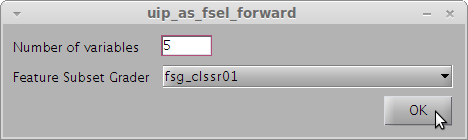 uip_as_fsel_forward
Number of variables 5
Feature Subset Grader fsg_clssr01
OK